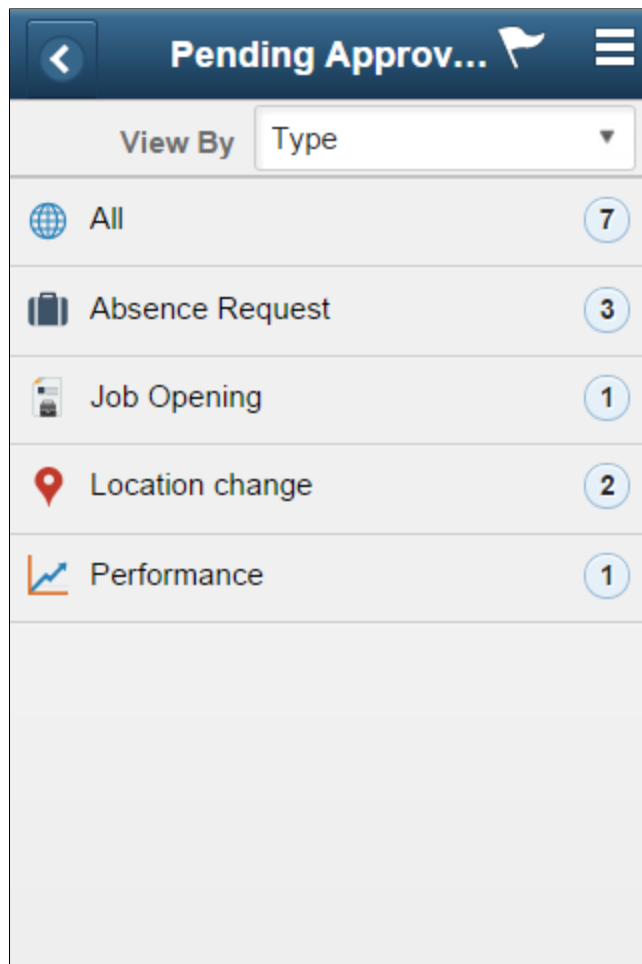 Pending Approv...
View By Type
All 7
Absence Request 3
Job Opening 1
Location change 2
Performance 1